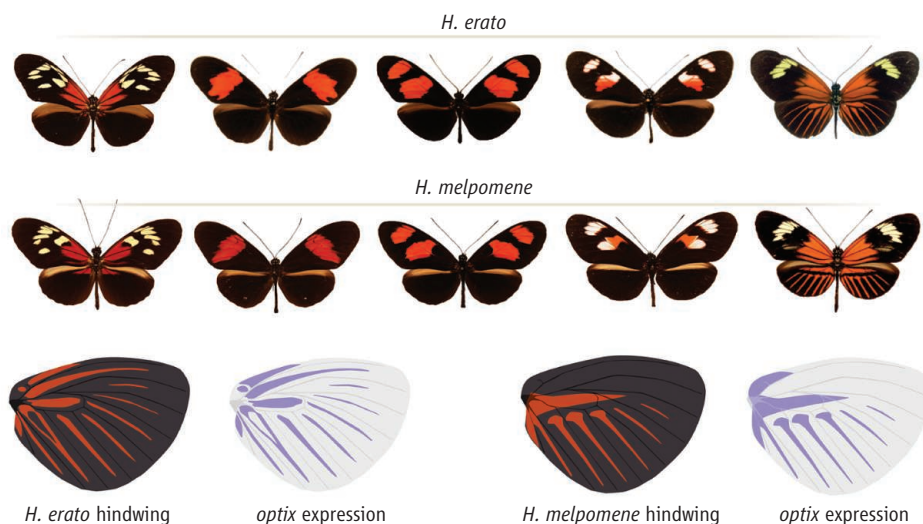 H. erato
H. melpomene
H. erato hindwing
optix expression
H. melpomene hindwing
optix expression